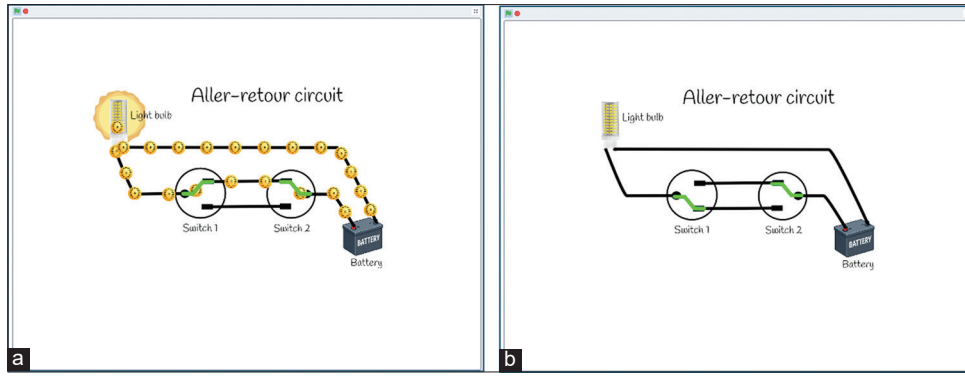 Aller-retour circuit
Light bulb
Switch 1
Switch 2
BATTERY
Battery
a
Aller-retour circuit
Light bulb
Switch 1
Switch 2
BATTERY
Battery
b